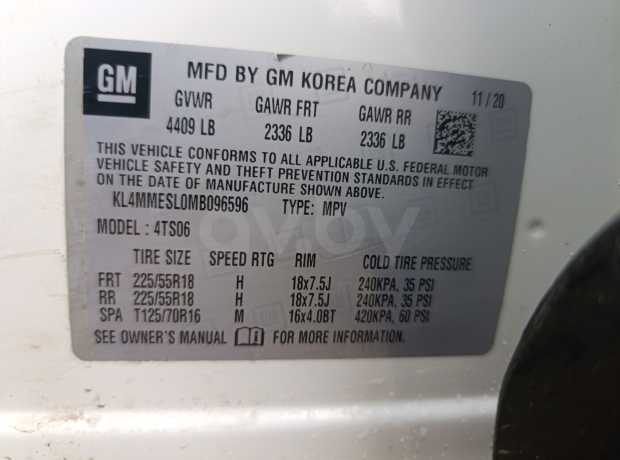 GM
MFD BY GM KOREA COMPANY 11/20
GVWR GAWR FRT GAWR RR
4409 LB 2336 LB 2336 LB
THIS VEHICLE CONFORMS TO ALL APPLICABLE U.S. FEDERAL MOTOR
VEHICLE SAFETY AND THEFT PREVENTION STANDARDS IN EFFECT
ON THE DATE OF MANUFACTURE SHOWN ABOVE.
KL4MMESL0MB096596 TYPE: MPV
MODEL: 4TS06
TIRE SIZE SPEED RTG RIM COLD TIRE PRESSURE
FRT 225/55R18 H 18x7.5J 240KPA, 35 PSI
RR 225/55R18 H 18x7.5J 240KPA, 35 PSI
SPA T125/70R16 M 16x4.0BT 420KPA, 60 PSI
SEE OWNER'S MANUAL FOR MORE INFORMATION.
av.by